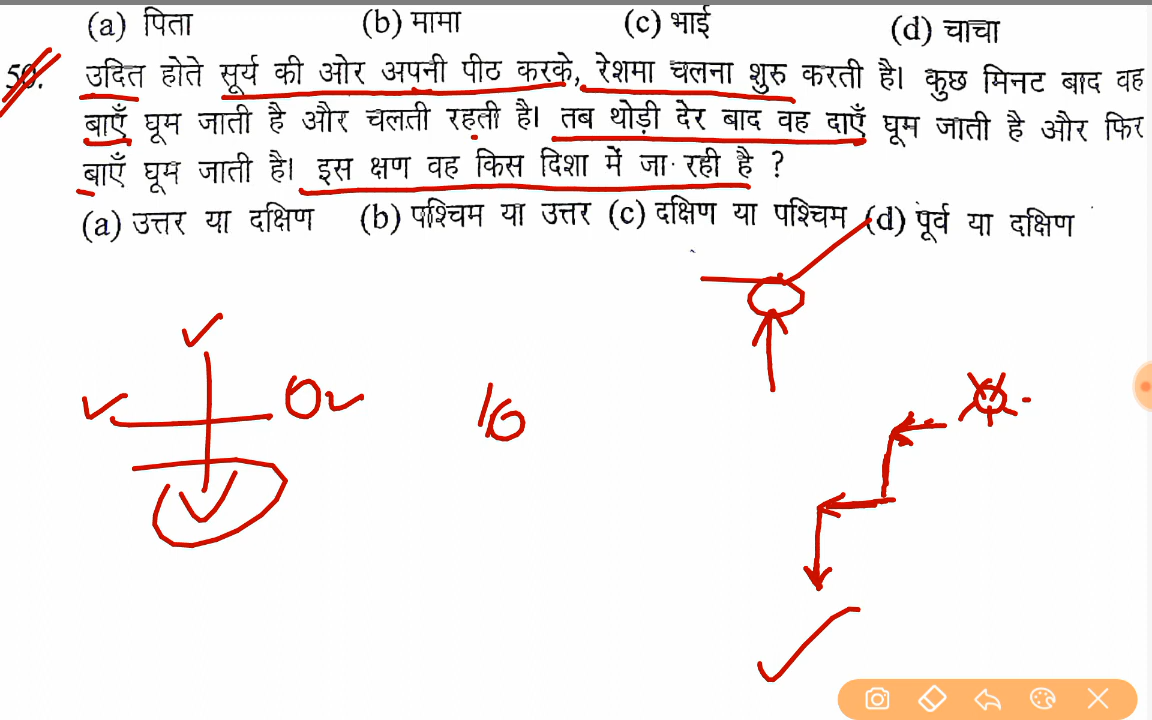 (a) पिता (b) मामा (c) भाई (d) चाचा
50. उदित होते सूर्य की ओर अपनी पीठ करके, रेशमा चलना शुरु करती है। कुछ मिनट बाद वह
बाएँ घूम जाती है और चलती रहती है। तब थोड़ी देर बाद वह दाएँ घूम जाती है और फिर
बाएँ घूम जाती है। इस क्षण वह किस दिशा में जा रही है ?
(a) उत्तर या दक्षिण (b) पश्चिम या उत्तर (c) दक्षिण या पश्चिम (d) पूर्व या दक्षिण